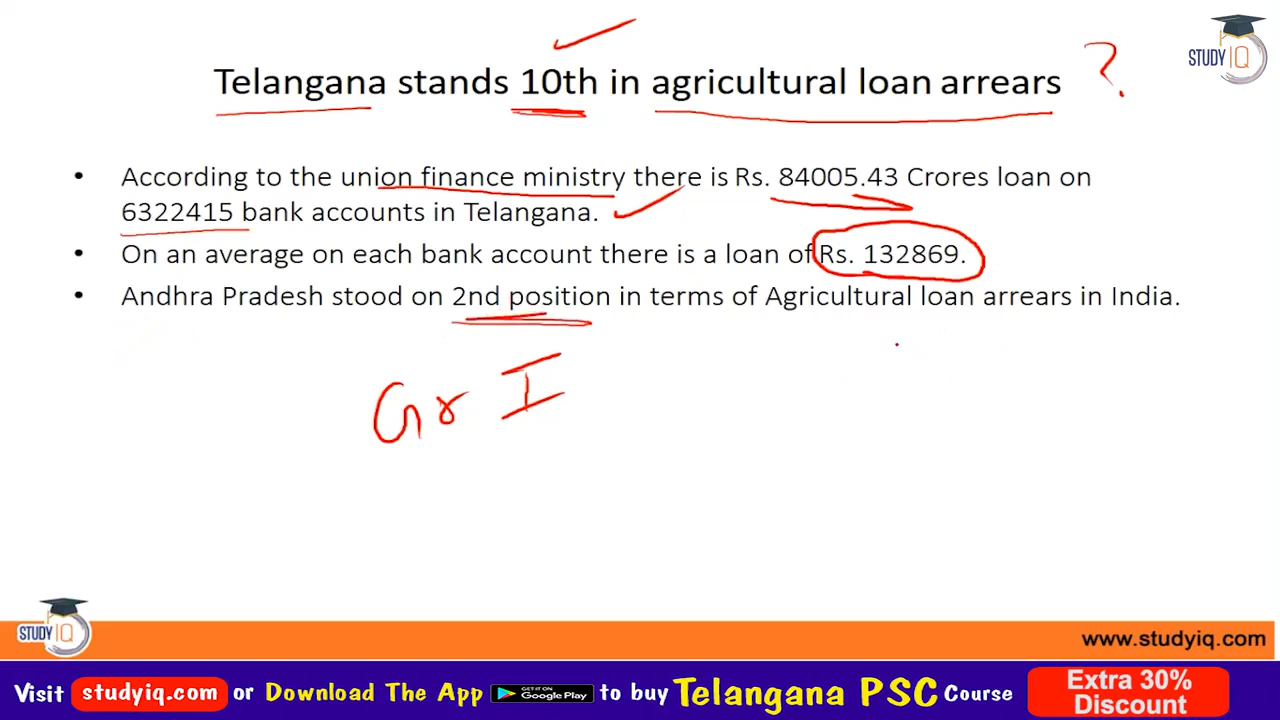 STUDY IQ
Telangana stands 10th in agricultural loan arrears ?
• According to the union finance ministry there is Rs. 84005.43 Crores loan on
6322415 bank accounts in Telangana.
• On an average on each bank account there is a loan of Rs. 132869.
• Andhra Pradesh stood on 2nd position in terms of Agricultural loan arrears in India.
Gr I
STUDY IQ
www.studyiq.com
Visit studyiq.com or Download The App GET IT ON Google Play to buy Telangana PSC Course
Extra 30%
Discount